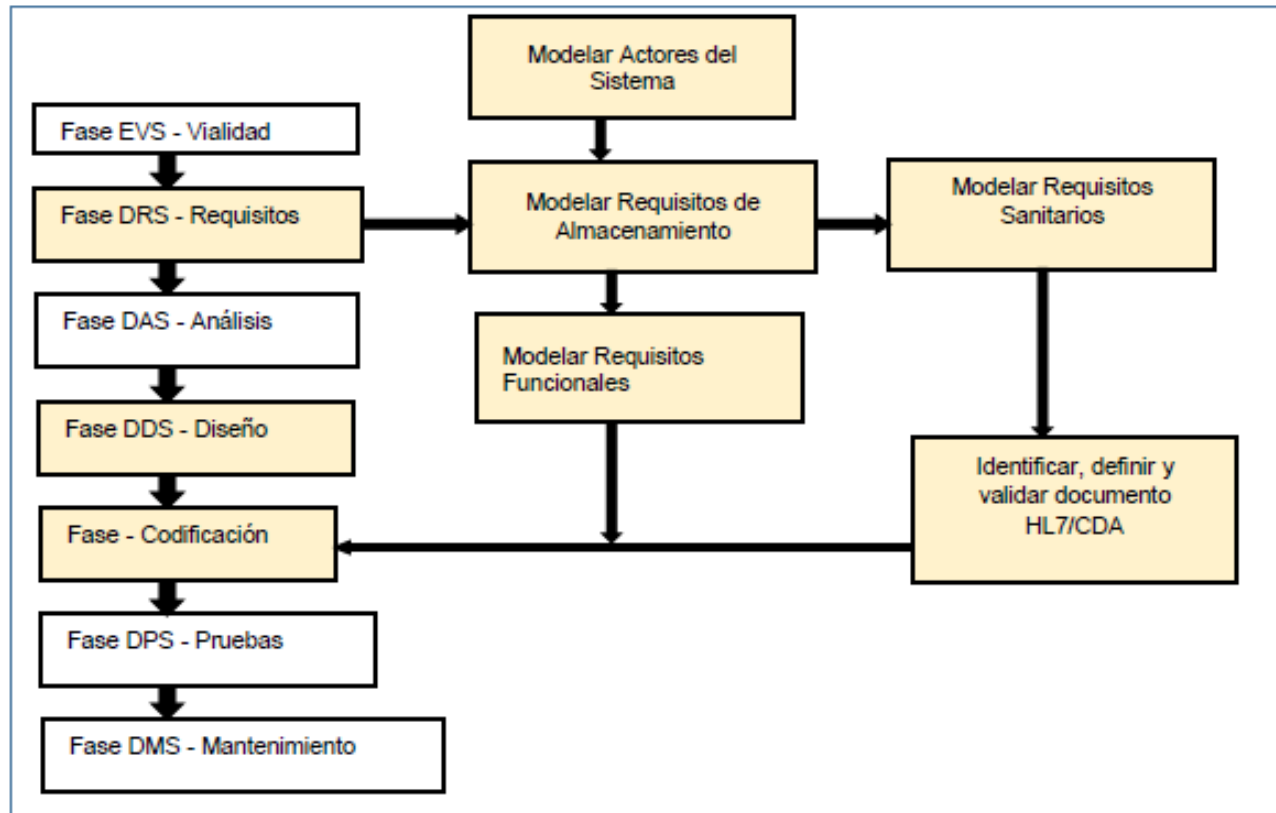 Modelar Actores del
Sistema
Fase EVS - Vialidad
Fase DRS - Requisitos
Modelar Requisitos de
Almacenamiento
Modelar Requisitos
Sanitarios
Fase DAS - Análisis
Modelar Requisitos
Funcionales
Fase DDS - Diseño
Identificar, definir y
validar documento
HL7/CDA
Fase - Codificación
Fase DPS - Pruebas
Fase DMS - Mantenimiento